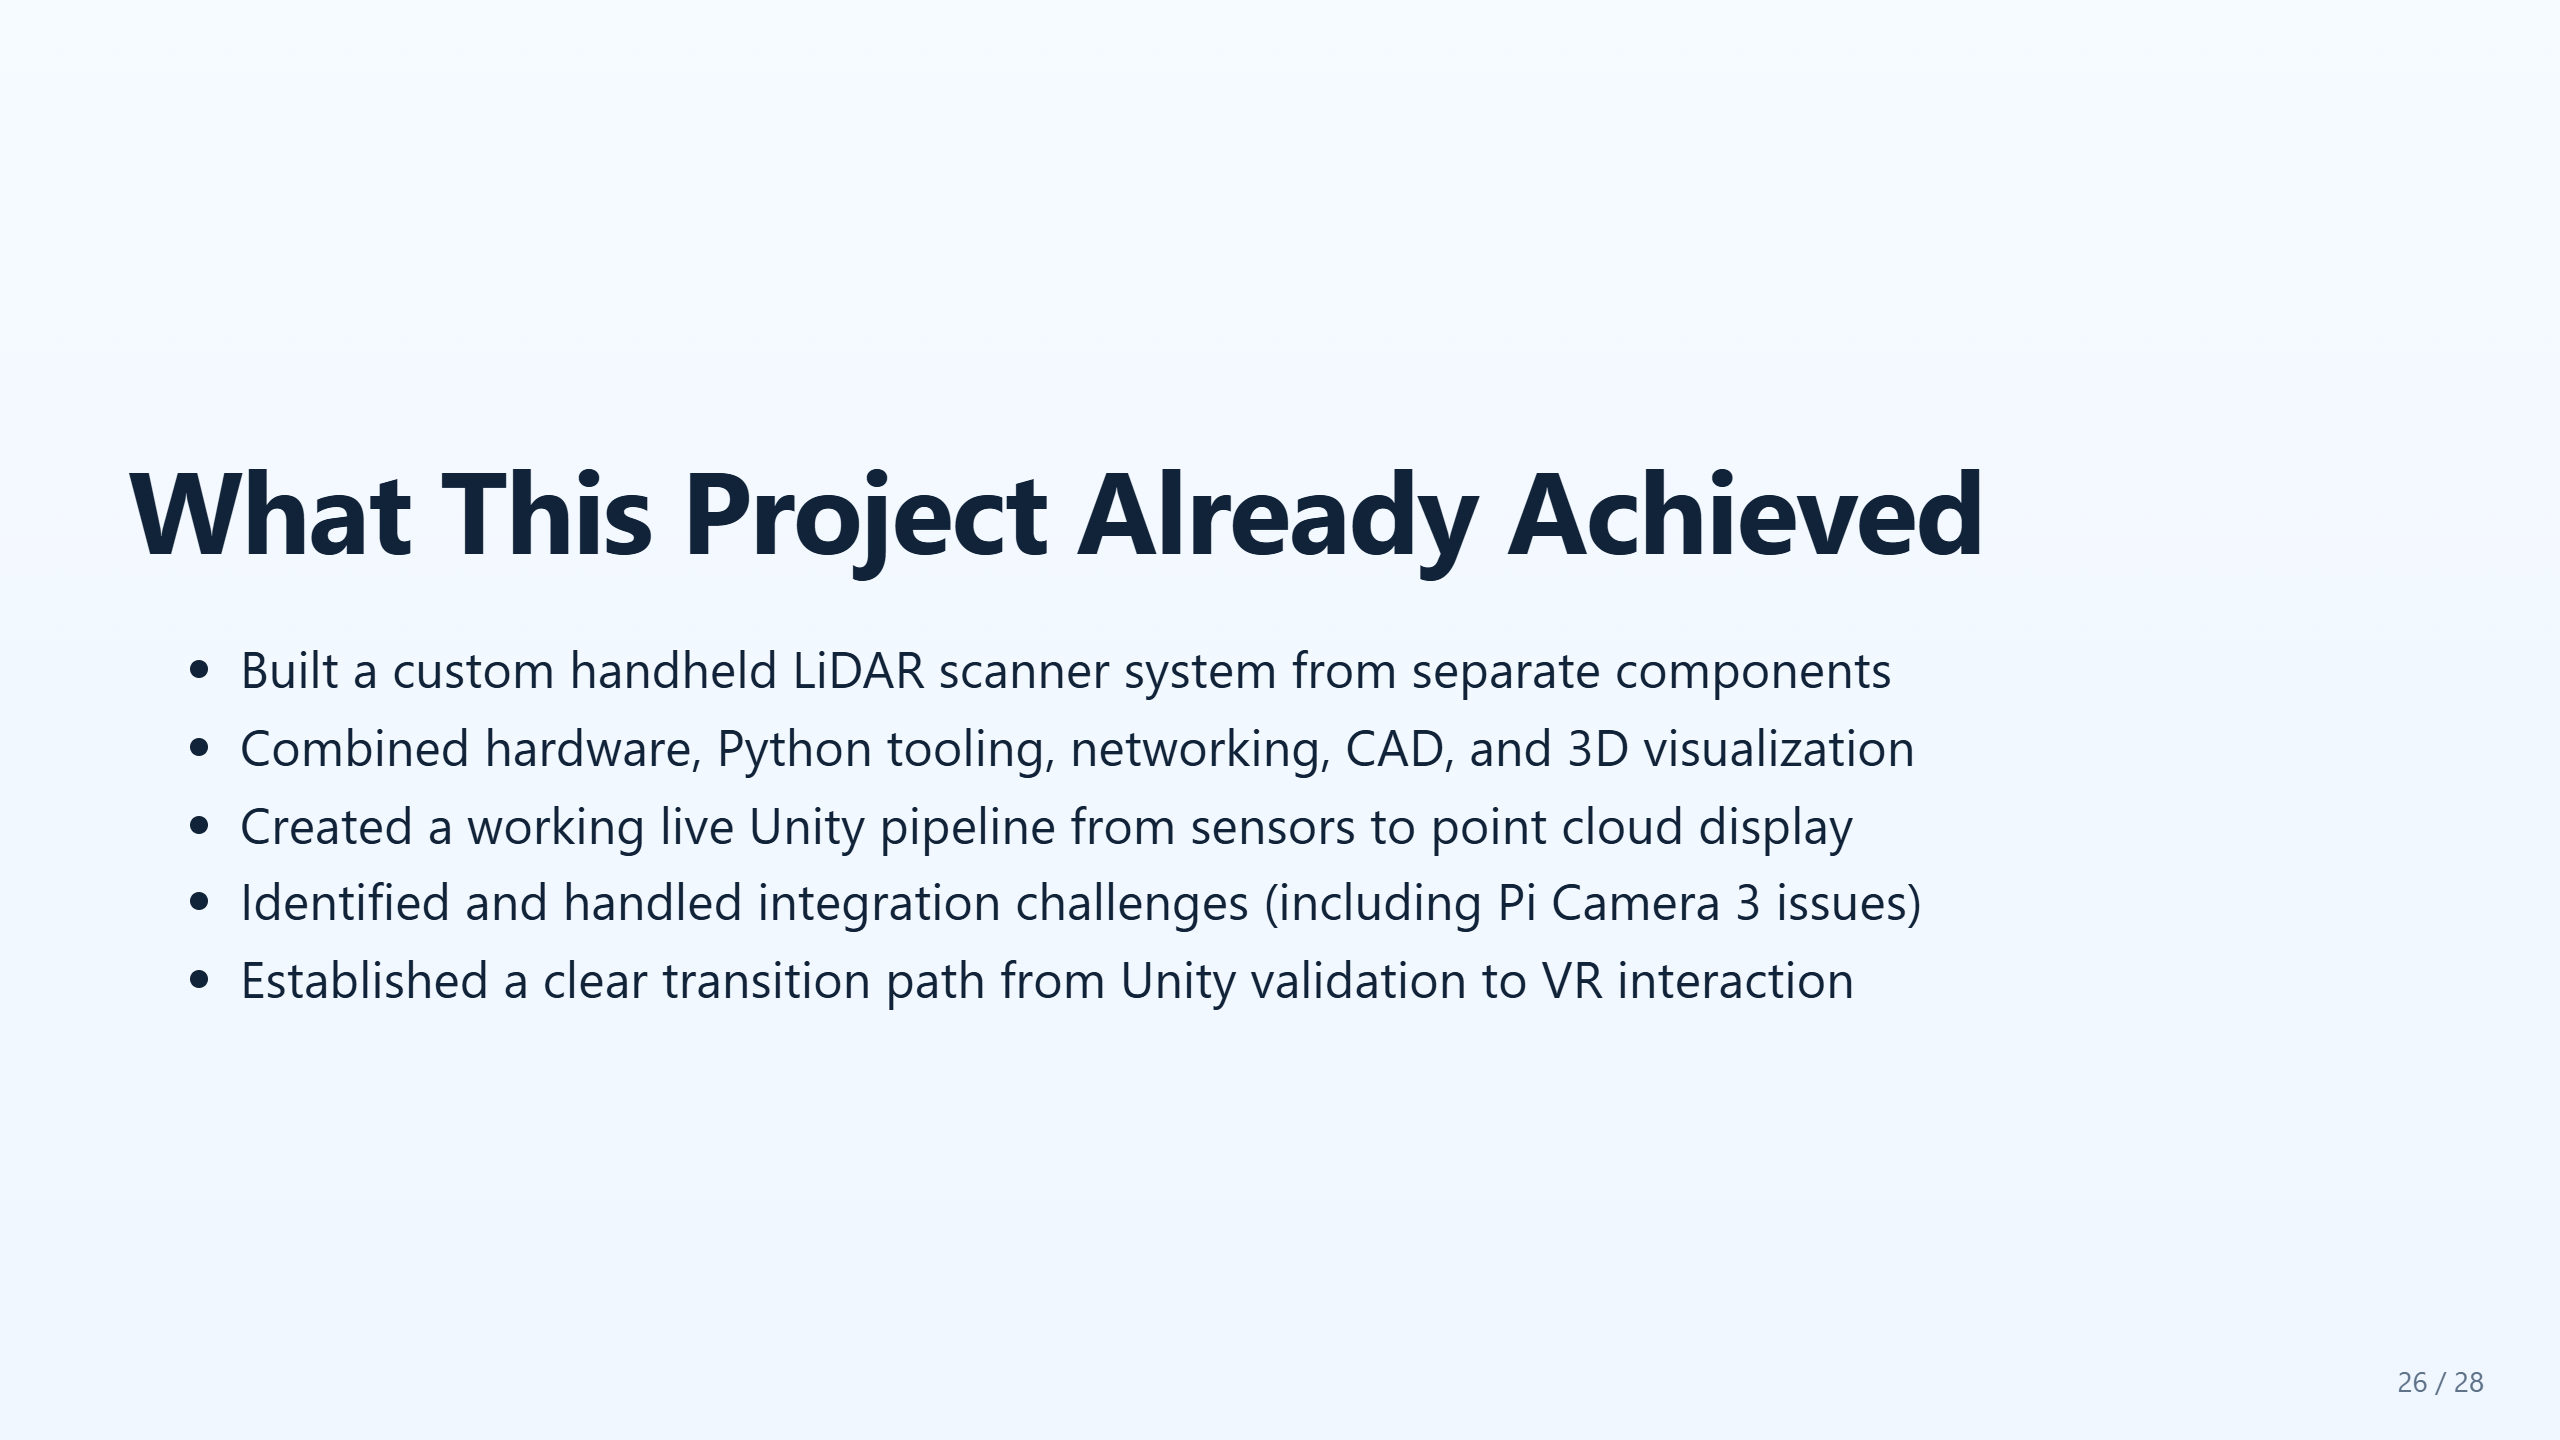 What This Project Already Achieved
• Built a custom handheld LiDAR scanner system from separate components
• Combined hardware, Python tooling, networking, CAD, and 3D visualization
• Created a working live Unity pipeline from sensors to point cloud display
• Identified and handled integration challenges (including Pi Camera 3 issues)
• Established a clear transition path from Unity validation to VR interaction
26 / 28